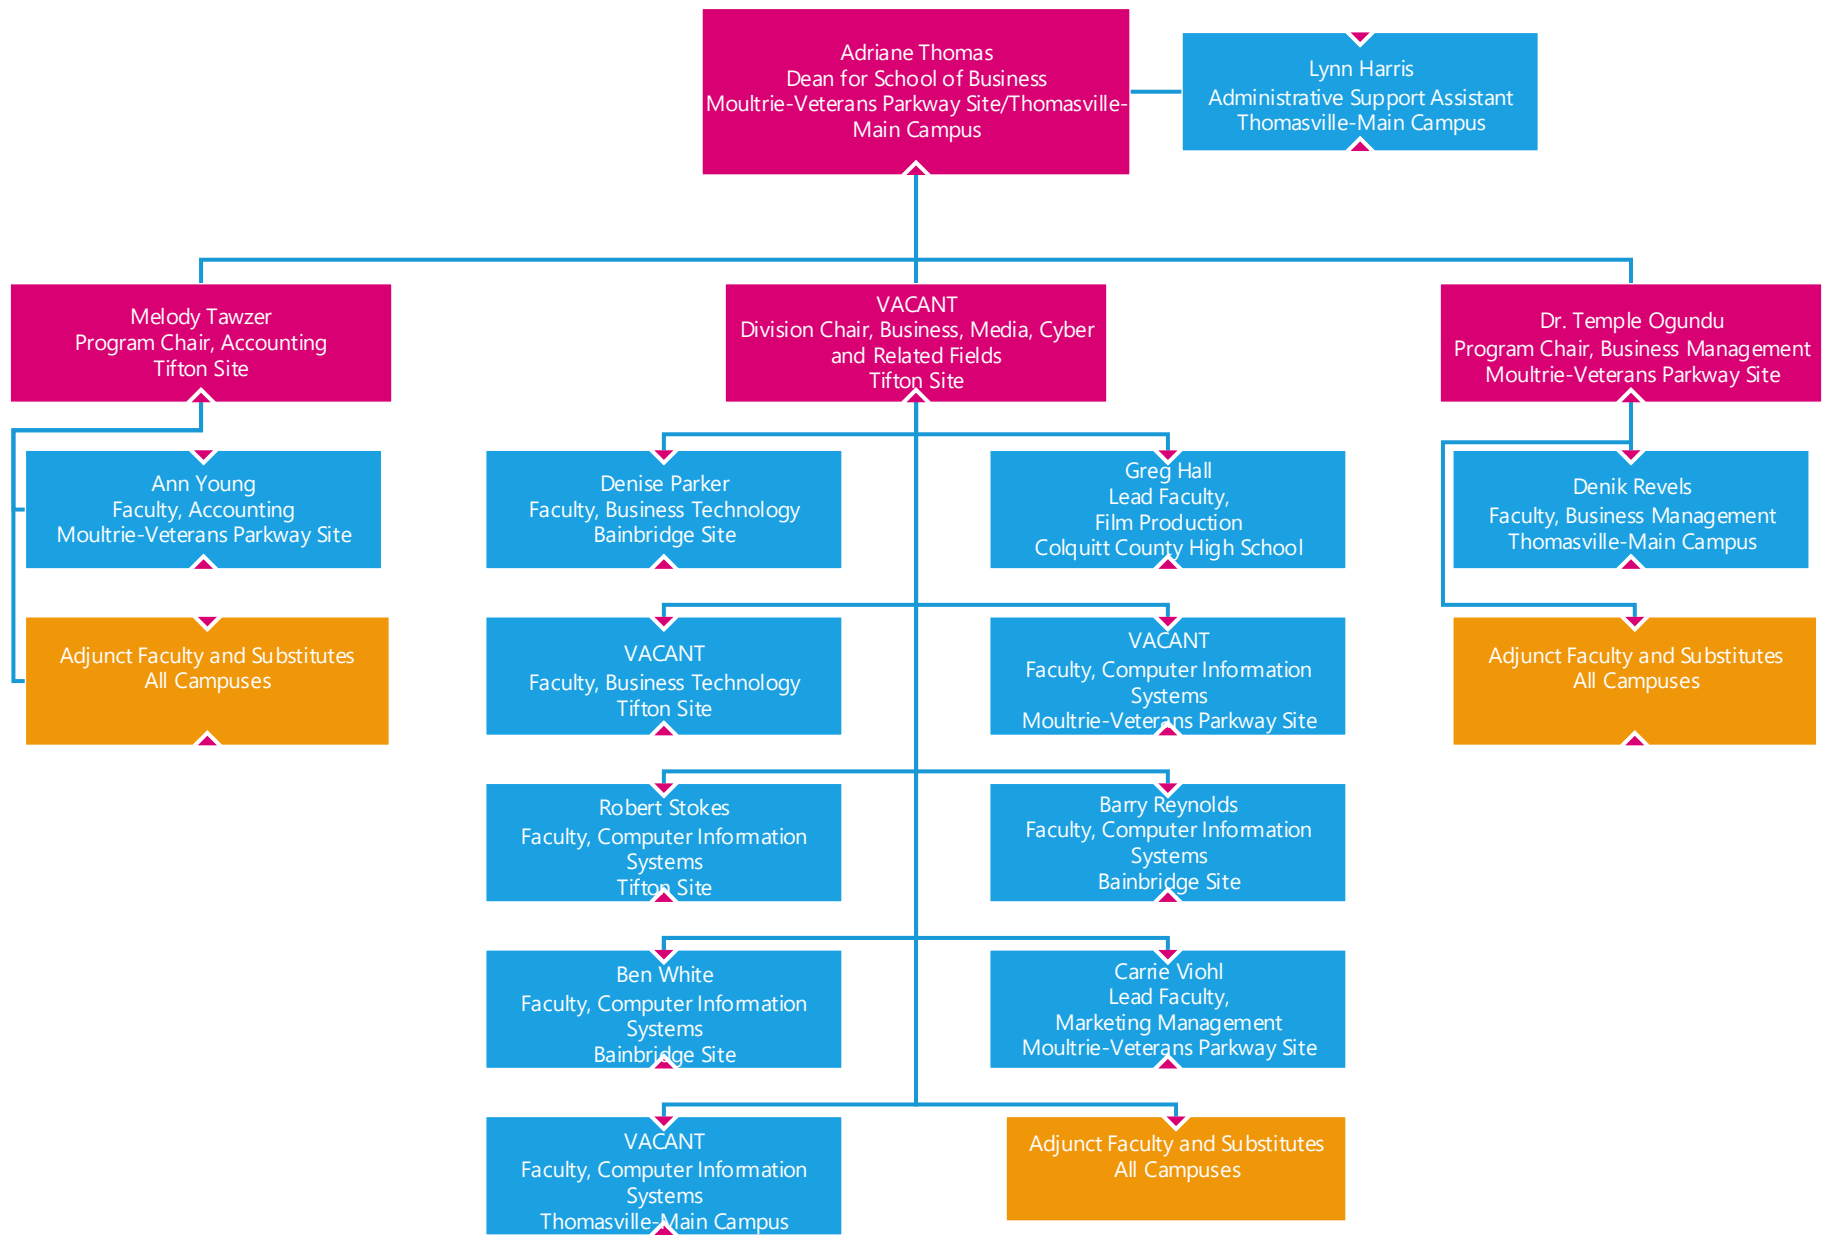 Adriane Thomas
Dean for School of Business
Moultrie-Veterans Parkway Site/Thomasville-
Main Campus
Lynn Harris
Administrative Support Assistant
Thomasville-Main Campus
Melody Tawzer
Program Chair, Accounting
Tifton Site
VACANT
Division Chair, Business, Media, Cyber
and Related Fields
Tifton Site
Dr. Temple Ogundu
Program Chair, Business Management
Moultrie-Veterans Parkway Site
Ann Young
Faculty, Accounting
Moultrie-Veterans Parkway Site
Denise Parker
Faculty, Business Technology
Bainbridge Site
Greg Hall
Lead Faculty,
Film Production
Colquitt County High School
Denik Revels
Faculty, Business Management
Thomasville-Main Campus
Adjunct Faculty and Substitutes
All Campuses
VACANT
Faculty, Business Technology
Tifton Site
VACANT
Faculty, Computer Information
Systems
Moultrie-Veterans Parkway Site
Adjunct Faculty and Substitutes
All Campuses
Robert Stokes
Faculty, Computer Information
Systems
Tifton Site
Barry Reynolds
Faculty, Computer Information
Systems
Bainbridge Site
Ben White
Faculty, Computer Information
Systems
Bainbridge Site
Carrie Viohl
Lead Faculty,
Marketing Management
Moultrie-Veterans Parkway Site
VACANT
Faculty, Computer Information
Systems
Thomasville-Main Campus
Adjunct Faculty and Substitutes
All Campuses